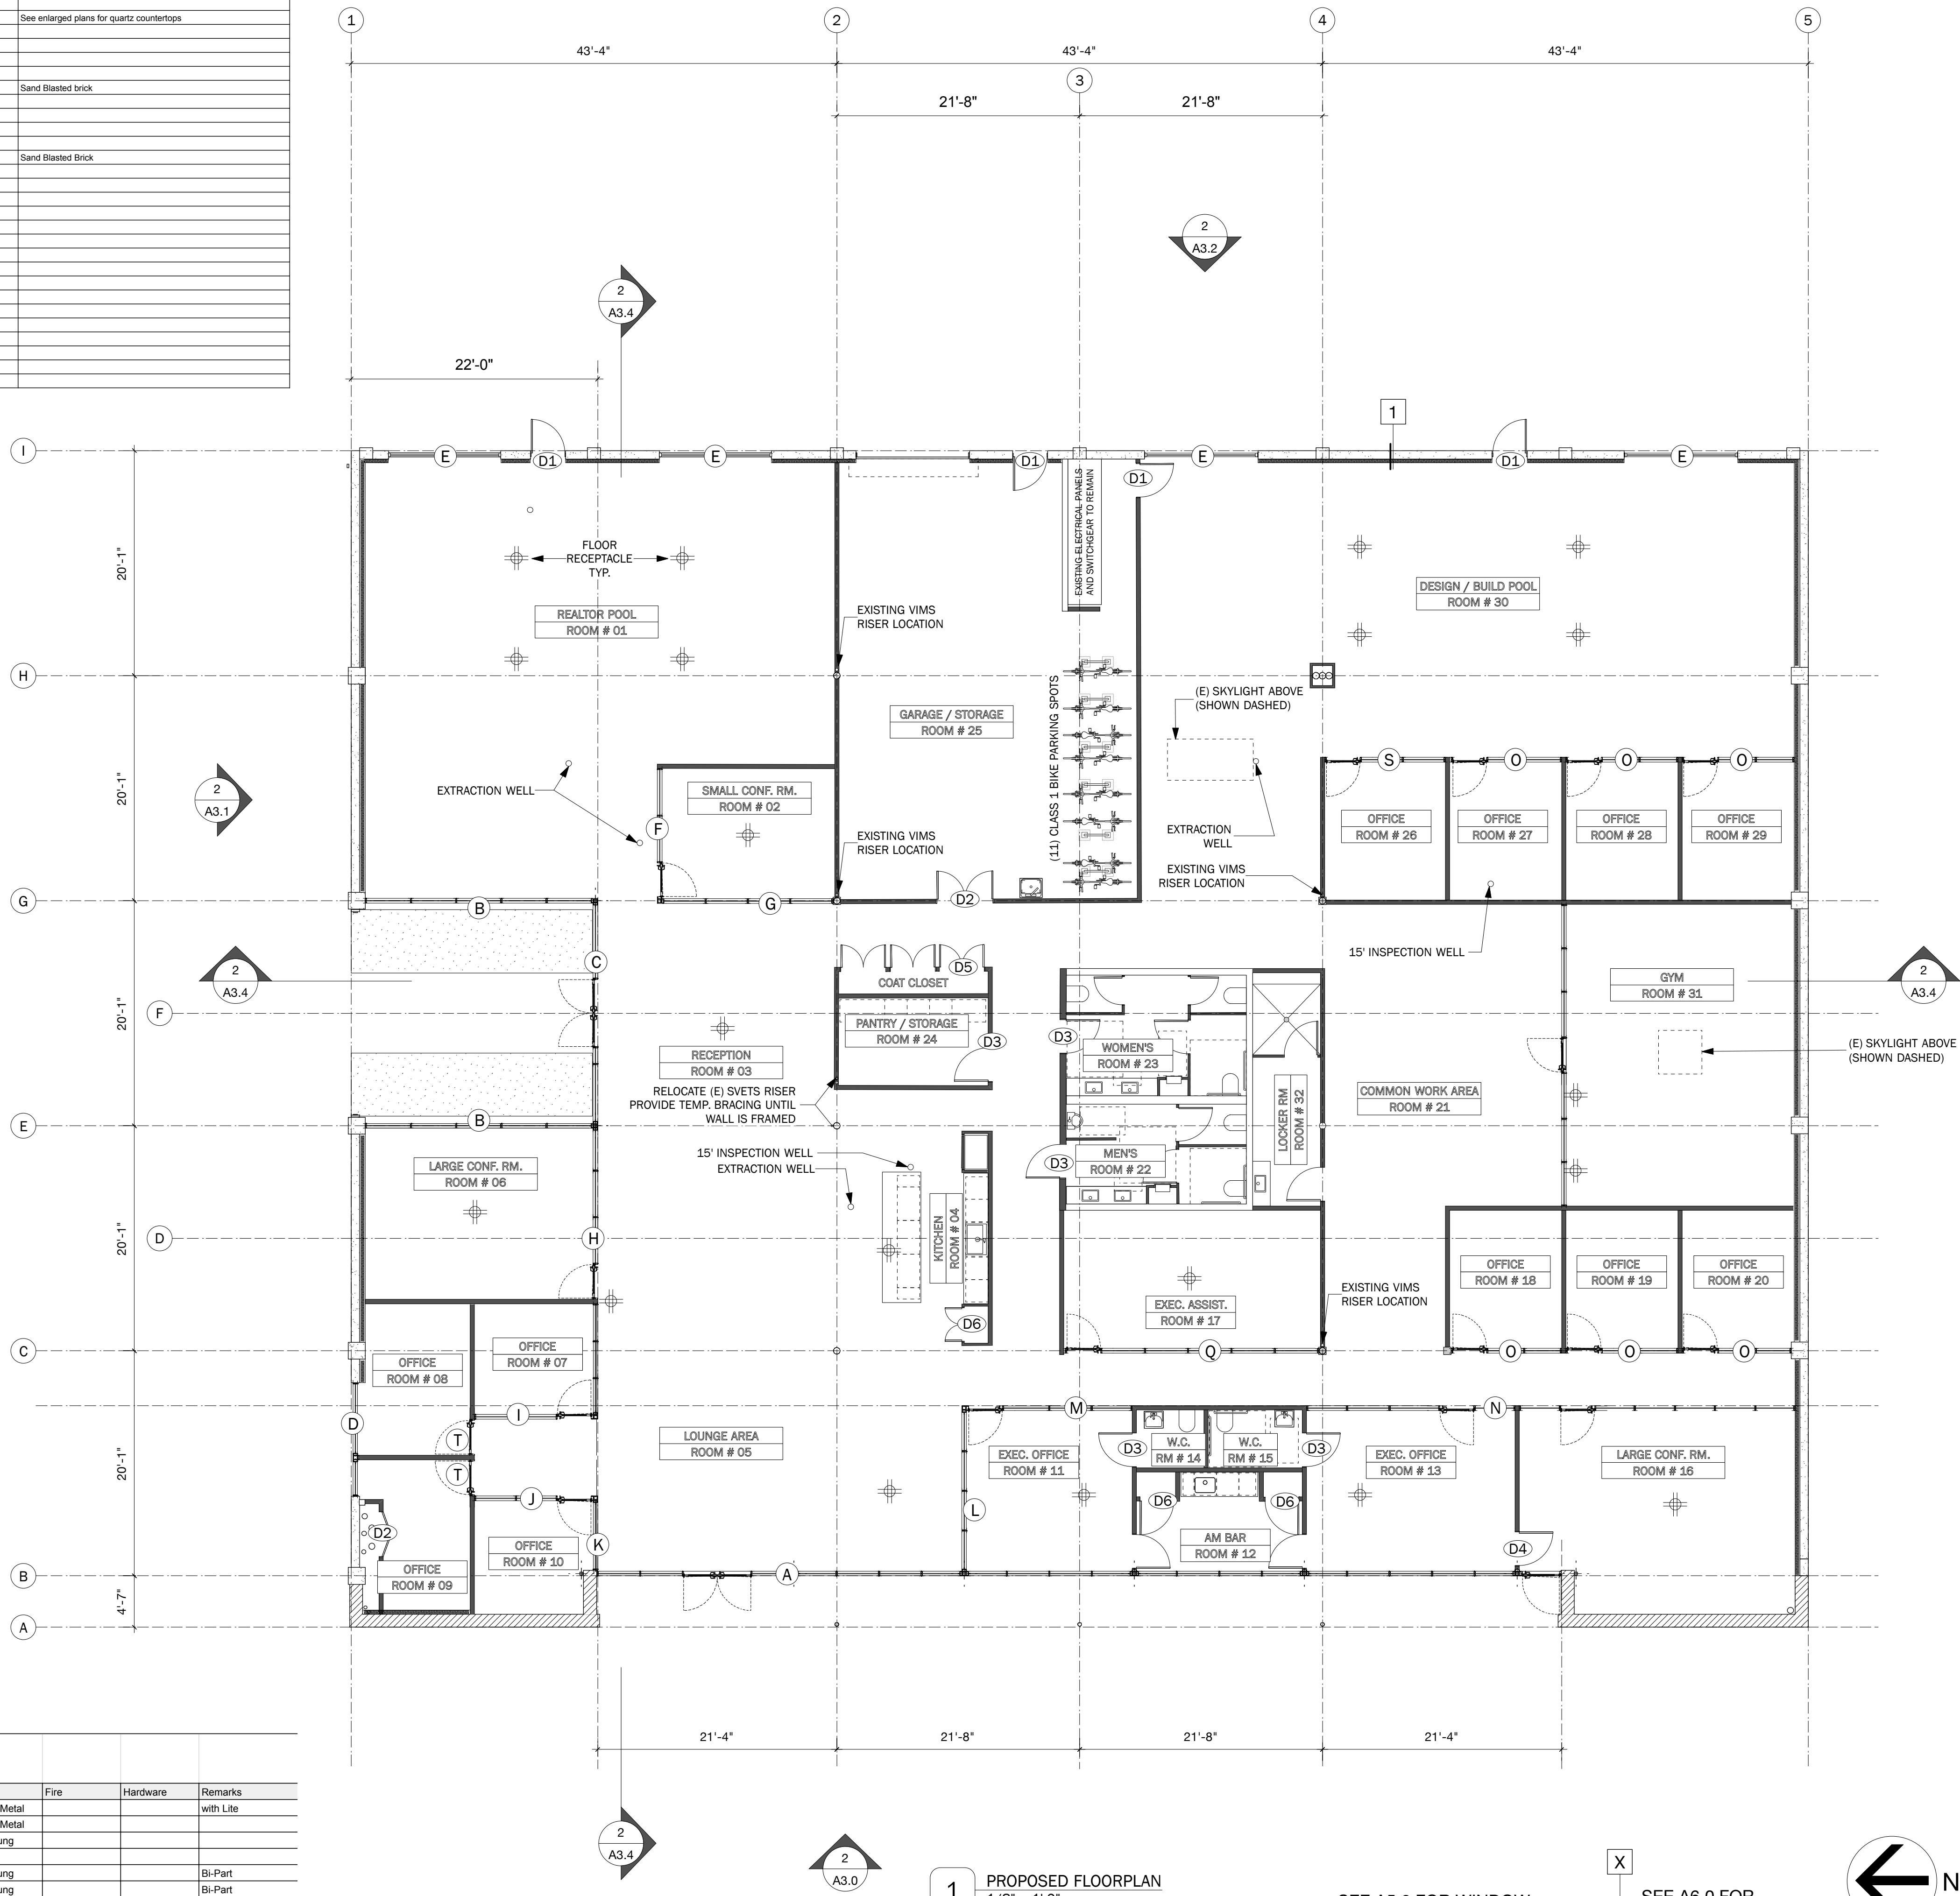 See enlarged plans for quartz countertops
Sand Blasted brick
Sand Blasted Brick
1
2
4
5
43'-4"
43'-4"
43'-4"
3
21'-8"
21'-8"
2
A3.2
2
A3.4
22'-0"
1
I
E
D1
E
D1
D1
E
D1
E
EXISTING ELECTRICAL PANELS
AND SWITCHGEAR TO REMAIN
20'-1"
FLOOR
RECEPTACLE
TYP.
REALTOR POOL
ROOM # 01
EXISTING VIMS
RISER LOCATION
DESIGN / BUILD POOL
ROOM # 30
H
(E) SKYLIGHT ABOVE
(SHOWN DASHED)
GARAGE / STORAGE
ROOM # 25
(11) CLASS 1 BIKE PARKING SPOTS
S
O
O
O
2
A3.1
20'-1"
EXTRACTION WELL
SMALL CONF. RM.
ROOM # 02
F
EXISTING VIMS
RISER LOCATION
EXTRACTION
WELL
OFFICE
ROOM # 26
OFFICE
ROOM # 27
OFFICE
ROOM # 28
OFFICE
ROOM # 29
EXISTING VIMS
RISER LOCATION
G
B
G
D2
15' INSPECTION WELL
2
A3.4
C
D5
COAT CLOSET
GYM
ROOM # 31
2
A3.4
20'-1"
F
PANTRY / STORAGE
ROOM # 24
D3
D3
WOMEN'S
ROOM # 23
RECEPTION
ROOM # 03
(E) SKYLIGHT ABOVE
(SHOWN DASHED)
RELOCATE (E) SVETS RISER
PROVIDE TEMP. BRACING UNTIL
WALL IS FRAMED
LOCKER RM
ROOM # 32
COMMON WORK AREA
ROOM # 21
E
B
15' INSPECTION WELL
EXTRACTION WELL
D3
MEN'S
ROOM # 22
LARGE CONF. RM.
ROOM # 06
20'-1"
D
H
KITCHEN
ROOM # 04
OFFICE
ROOM # 18
OFFICE
ROOM # 19
OFFICE
ROOM # 20
EXISTING VIMS
RISER LOCATION
EXEC. ASSIST.
ROOM # 17
D6
C
OFFICE
ROOM # 07
OFFICE
ROOM # 08
Q
O
O
O
D
I
M
N
T
LOUNGE AREA
ROOM # 05
EXEC. OFFICE
ROOM # 11
D3
W.C.
RM # 14
W.C.
RM # 15
D3
EXEC. OFFICE
ROOM # 13
LARGE CONF. RM.
ROOM # 16
20'-1"
T
J
L
D6
D6
D2
K
OFFICE
ROOM # 10
AM BAR
ROOM # 12
D4
B
OFFICE
ROOM # 09
A
4'-7"
A
21'-4"
21'-8"
21'-8"
21'-4"
Fire
Hardware
Remarks
Metal
with Lite
Metal
ung
ung
Bi-Part
ung
Bi-Part
2
A3.4
2
A3.0
1
PROPOSED FLOORPLAN
X
N